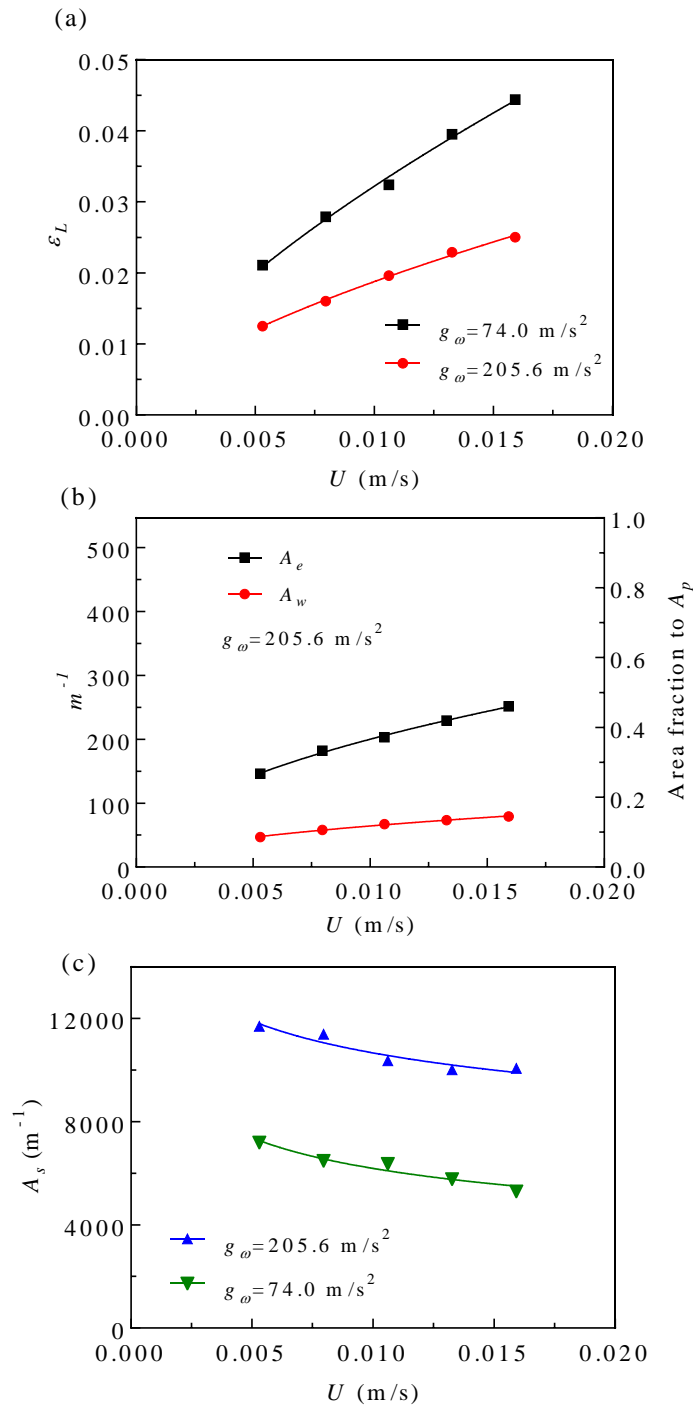 (a)
0.05
0.04
0.03
0.02
0.01
0.00
ε_L
g_ω=74.0 m/s²
g_ω=205.6 m/s²
0.000 0.005 0.010 0.015 0.020
U (m/s)
(b)
500
400
300
250
200
150
100
50
0
m⁻¹
A_e
A_w
g_ω=205.6 m/s²
1.0
0.8
0.6
0.4
0.2
0.0
Area fraction to A_p
0.000 0.005 0.010 0.015 0.020
U (m/s)
(c)
12000
8000
4000
0
A_s (m⁻¹)
g_ω=205.6 m/s²
g_ω=74.0 m/s²
0.000 0.005 0.010 0.015 0.020
U (m/s)